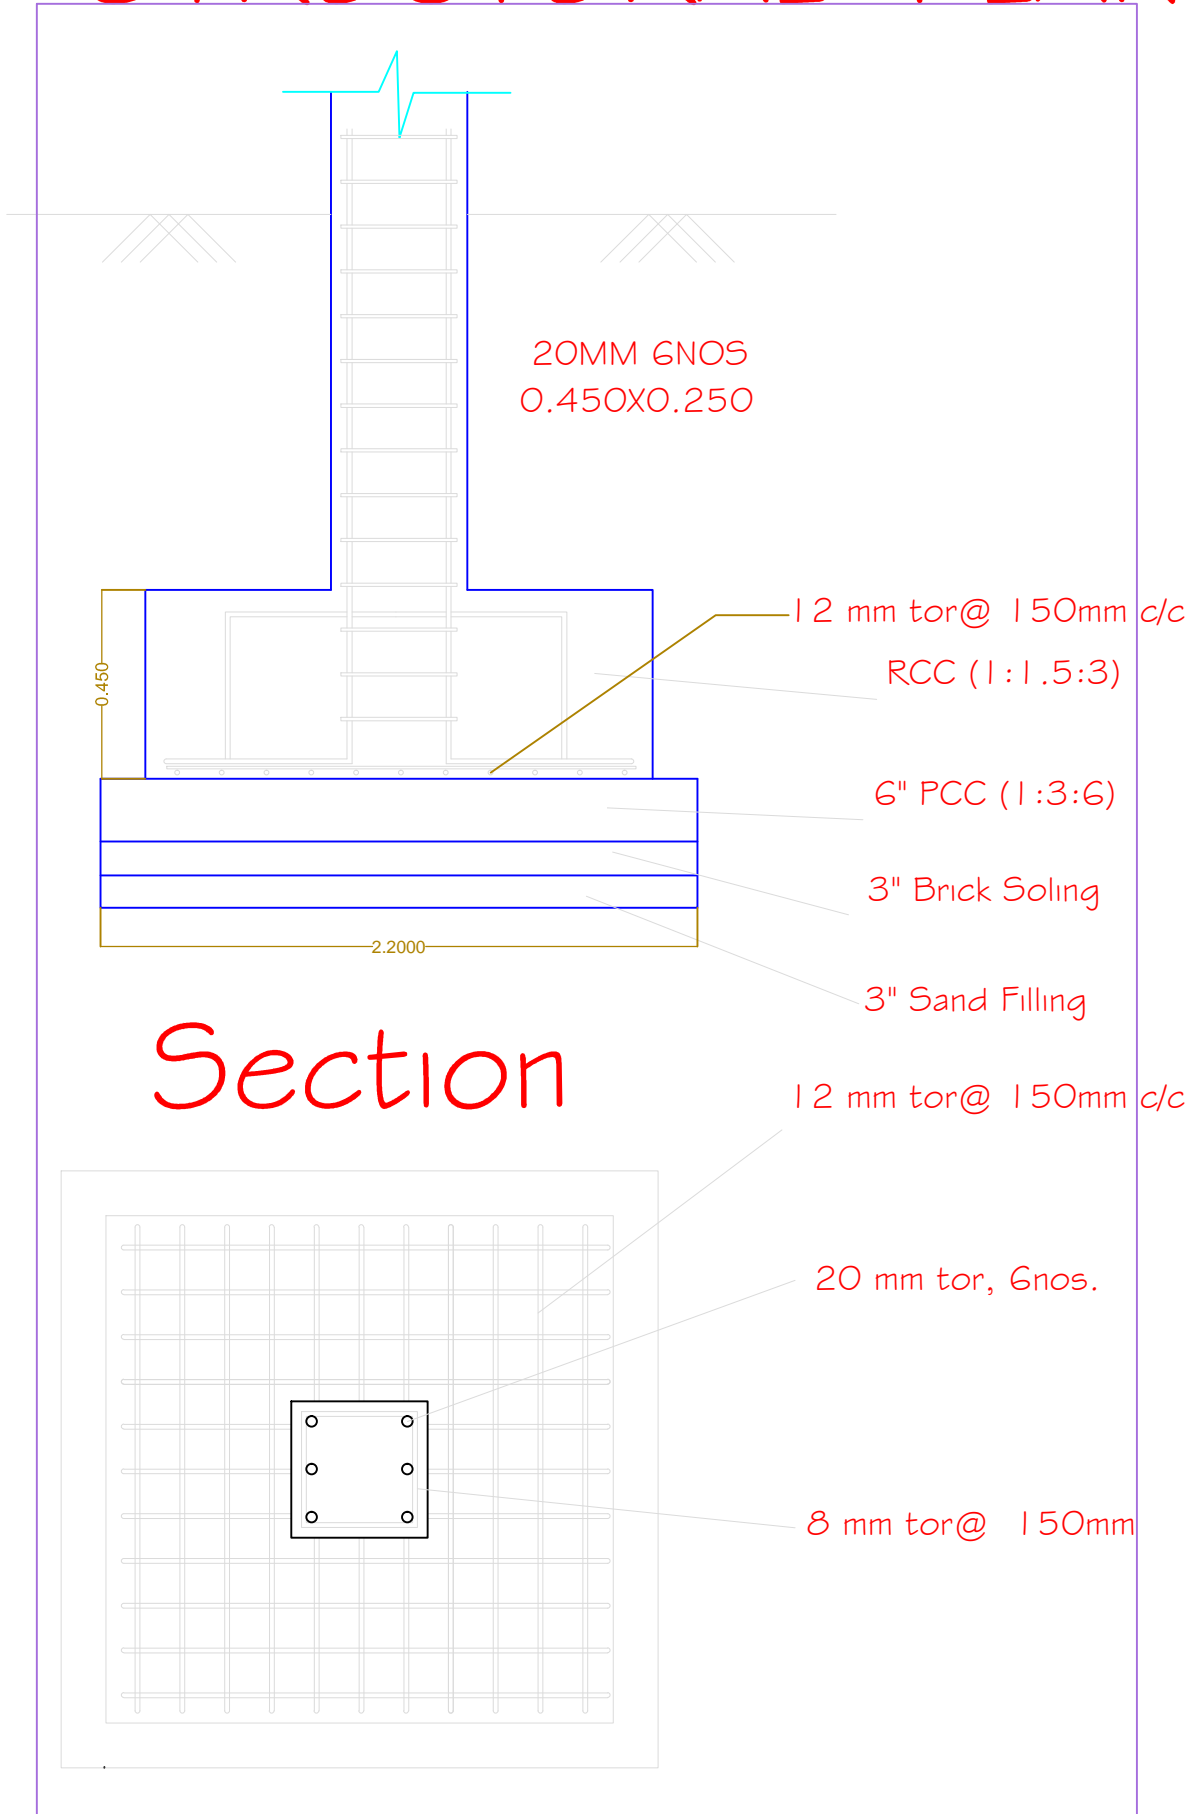 20MM 6NOS
0.450X0.250
12 mm tor@ 150mm c/c
RCC (1:1.5:3)
0.450
6" PCC (1:3:6)
3" Brick Soling
2.2000
3" Sand Filling
Section
12 mm tor@ 150mm c/c
20 mm tor, 6nos.
8 mm tor@ 150mm